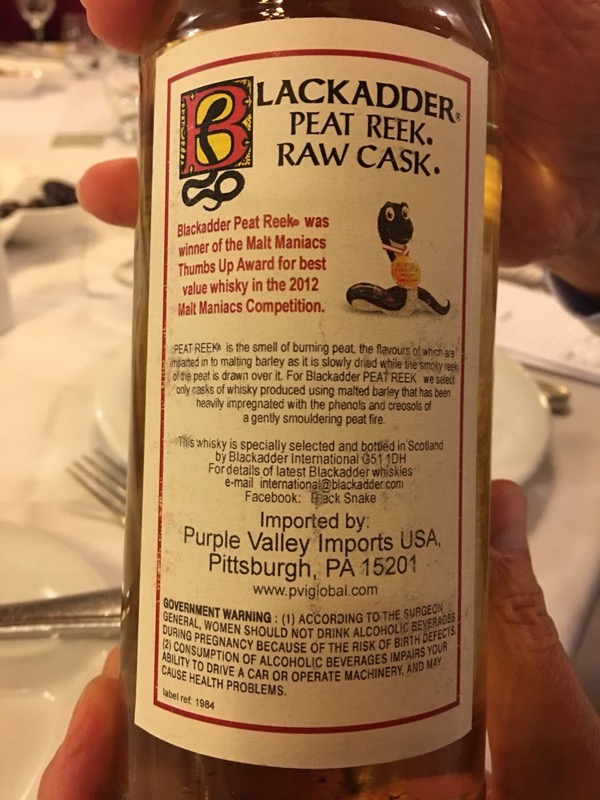 BLACKADDER®
PEAT REEK.
RAW CASK.
Blackadder Peat Reek® was
winner of the Malt Maniacs
Thumbs Up Award for best
value whisky in the 2012
Malt Maniacs Competition.
PEAT REEK® is the smell of burning peat, the flavours of which are
imparted in to malting barley as it is slowly dried while the smoky reek
of the peat is drawn over it. For Blackadder PEAT REEK we select
only casks of whisky produced using malted barley that has been
heavily impregnated with the phenols and creosols of
a gently smouldering peat fire.
This whisky is specially selected and bottled in Scotland
by Blackadder International G51 1DH
For details of latest Blackadder whiskies
e-mail international@blackadder.com
Facebook: Black Snake
Imported by:
Purple Valley Imports USA,
Pittsburgh, PA 15201
www.pviglobal.com
GOVERNMENT WARNING : (1) ACCORDING TO THE SURGEON
GENERAL, WOMEN SHOULD NOT DRINK ALCOHOLIC BEVERAGES
DURING PREGNANCY BECAUSE OF THE RISK OF BIRTH DEFECTS.
(2) CONSUMPTION OF ALCOHOLIC BEVERAGES IMPAIRS YOUR
ABILITY TO DRIVE A CAR OR OPERATE MACHINERY, AND MAY
CAUSE HEALTH PROBLEMS.
label ref: 1984